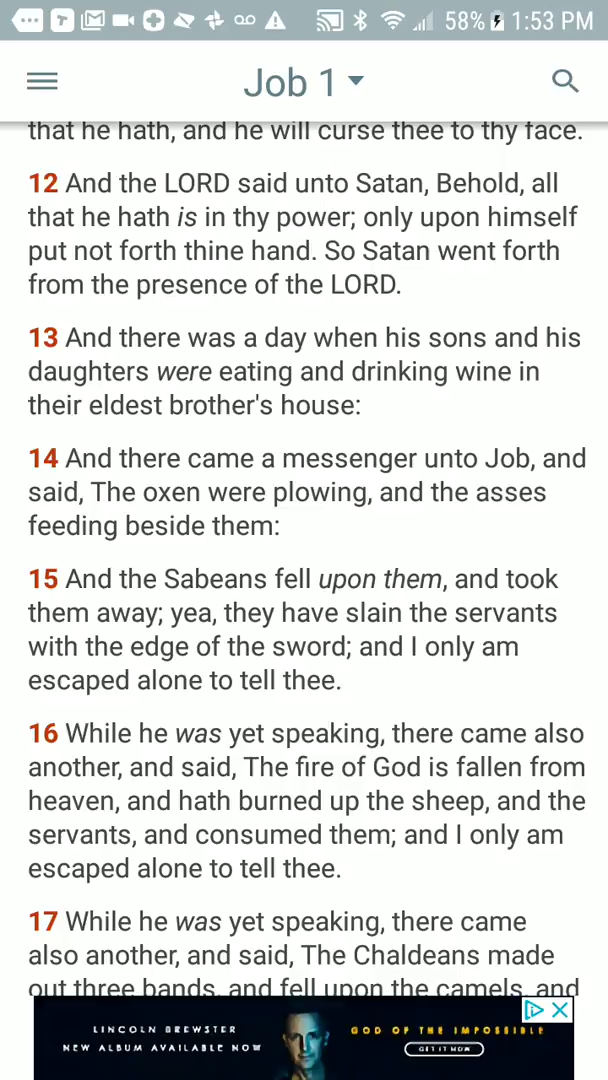 58% 1:53 PM
Job 1
that he hath, and he will curse thee to thy face.
12 And the LORD said unto Satan, Behold, all
that he hath is in thy power; only upon himself
put not forth thine hand. So Satan went forth
from the presence of the LORD.
13 And there was a day when his sons and his
daughters were eating and drinking wine in
their eldest brother's house:
14 And there came a messenger unto Job, and
said, The oxen were plowing, and the asses
feeding beside them:
15 And the Sabeans fell upon them, and took
them away; yea, they have slain the servants
with the edge of the sword; and I only am
escaped alone to tell thee.
16 While he was yet speaking, there came also
another, and said, The fire of God is fallen from
heaven, and hath burned up the sheep, and the
servants, and consumed them; and I only am
escaped alone to tell thee.
17 While he was yet speaking, there came
also another, and said, The Chaldeans made
out three bands, and fell upon the camels, and
LINCOLN BREWSTER
NEW ALBUM AVAILABLE NOW
GOD OF THE IMPOSSIBLE
GET IT NOW